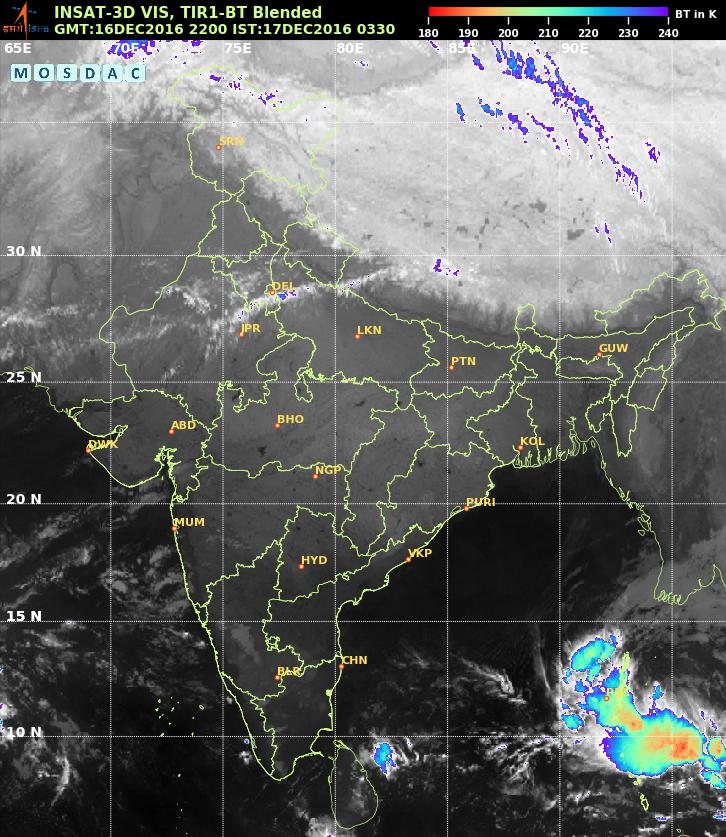 INSAT-3D VIS, TIR1-BT Blended
GMT:16DEC2016 2200 IST:17DEC2016 0330
BT in K
180 190 200 210 220 230 240
65E 70E 75E 80E 85E 90E
MOSDAC
SRN
30 N
DEL
JPR
LKN
GUW
PTN
25 N
ABD
BHO
DWK
KOL
NGP
20 N
PURI
MUM
VKP
HYD
15 N
CHN
BLR
10 N